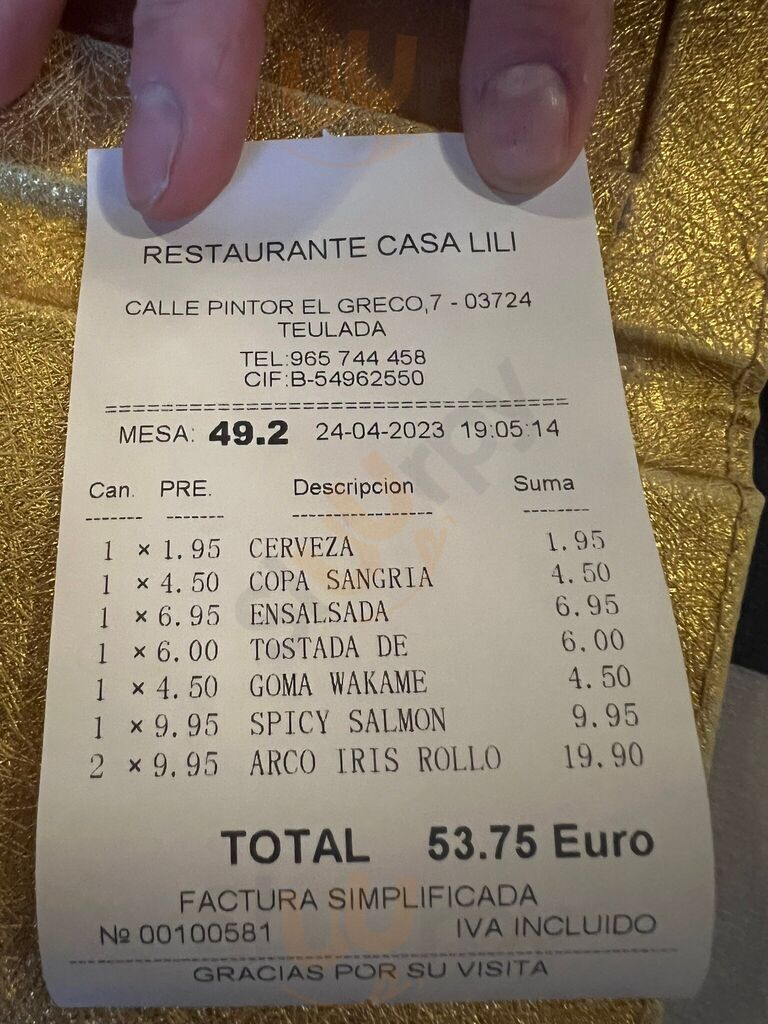 RESTAURANTE CASA LILI
CALLE PINTOR EL GRECO,7 - 03724
TEULADA
TEL:965 744 458
CIF:B-54962550
MESA: 49.2 24-04-2023 19:05:14
Can. PRE. Descripcion Suma
1 × 1.95 CERVEZA 1.95
1 × 4.50 COPA SANGRIA 4.50
1 × 6.95 ENSALSADA 6.95
1 × 6.00 TOSTADA DE 6.00
1 × 4.50 GOMA WAKAME 4.50
1 × 9.95 SPICY SALMON 9.95
2 × 9.95 ARCO IRIS ROLLO 19.90
TOTAL 53.75 Euro
FACTURA SIMPLIFICADA
Nº 00100581 IVA INCLUIDO
GRACIAS POR SU VISITA